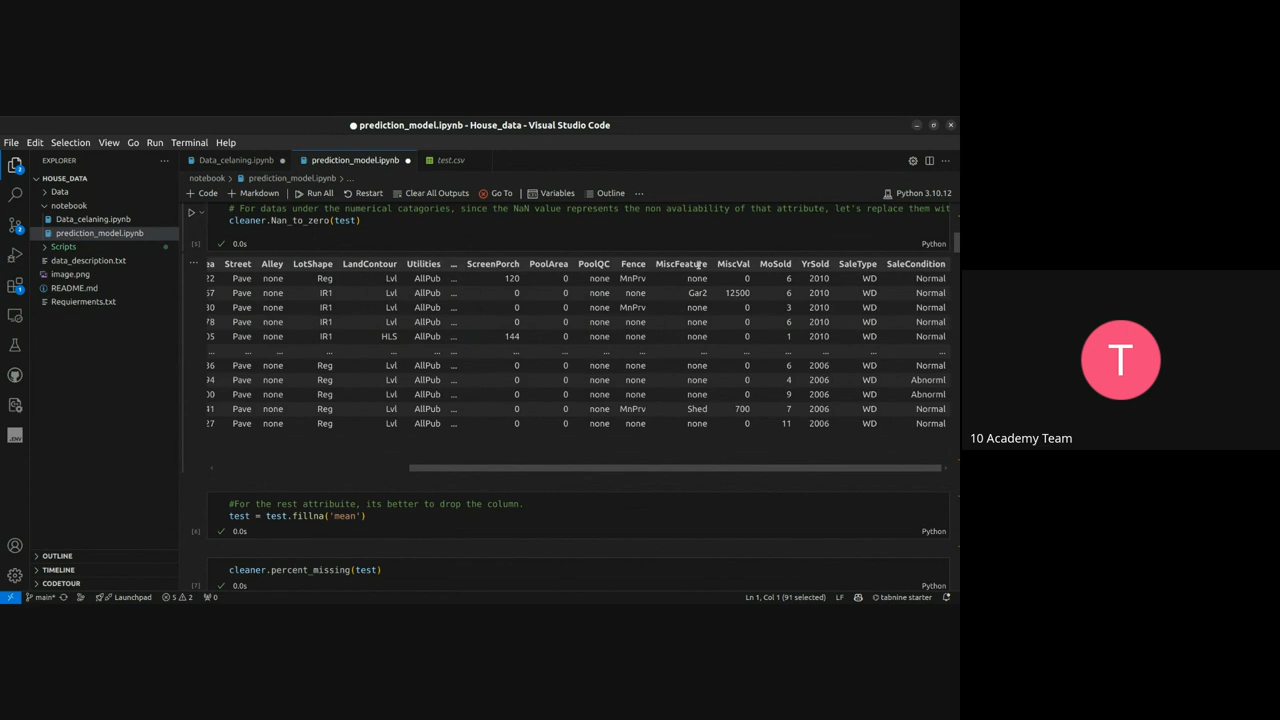 prediction_model.ipynb - House_data - Visual Studio Code
File Edit Selection View Go Run Terminal Help
EXPLORER
Data_celaning.ipynb
prediction_model.ipynb
test.csv
HOUSE_DATA
notebook > prediction_model.ipynb > ...
Data
+ Code + Markdown Run All Restart Clear All Outputs Go To Variables Outline ... Python 3.10.12
notebook
Data_celaning.ipynb
prediction_model.ipynb
Scripts
data_description.txt
image.png
README.md
Requierments.txt
# For datas under the numerical catagories, since the NaN value represents the non avaliability of that attribute, let's replace them wit
cleaner.Nan_to_zero(test)
[5] 0.0s Python
ea Street Alley LotShape LandContour Utilities ... ScreenPorch PoolArea PoolQC Fence MiscFeature MiscVal MoSold YrSold SaleType SaleCondition
22 Pave none Reg Lvl AllPub ... 120 0 none MnPrv none 0 6 2010 WD Normal
67 Pave none IR1 Lvl AllPub ... 0 0 none none Gar2 12500 6 2010 WD Normal
30 Pave none IR1 Lvl AllPub ... 0 0 none MnPrv none 0 3 2010 WD Normal
78 Pave none IR1 Lvl AllPub ... 0 0 none none none 0 6 2010 WD Normal
05 Pave none IR1 HLS AllPub ... 144 0 none none none 0 1 2010 WD Normal
... ... ... ... ... ... ... ... ... ... ... ... ... ... ... ... ...
36 Pave none Reg Lvl AllPub ... 0 0 none none none 0 6 2006 WD Normal
94 Pave none Reg Lvl AllPub ... 0 0 none none none 0 4 2006 WD Abnorml
00 Pave none Reg Lvl AllPub ... 0 0 none none none 0 9 2006 WD Abnorml
41 Pave none Reg Lvl AllPub ... 0 0 none MnPrv Shed 700 7 2006 WD Normal
27 Pave none Reg Lvl AllPub ... 0 0 none none none 0 11 2006 WD Normal
#For the rest attribuite, its better to drop the column.
test = test.fillna('mean')
[6] 0.0s Python
cleaner.percent_missing(test)
[7] 0.0s Python
OUTLINE
TIMELINE
CODETOUR
main* Launchpad 5 2 0 Ln 1, Col 1 (91 selected) LF tabnine starter
T
10 Academy Team